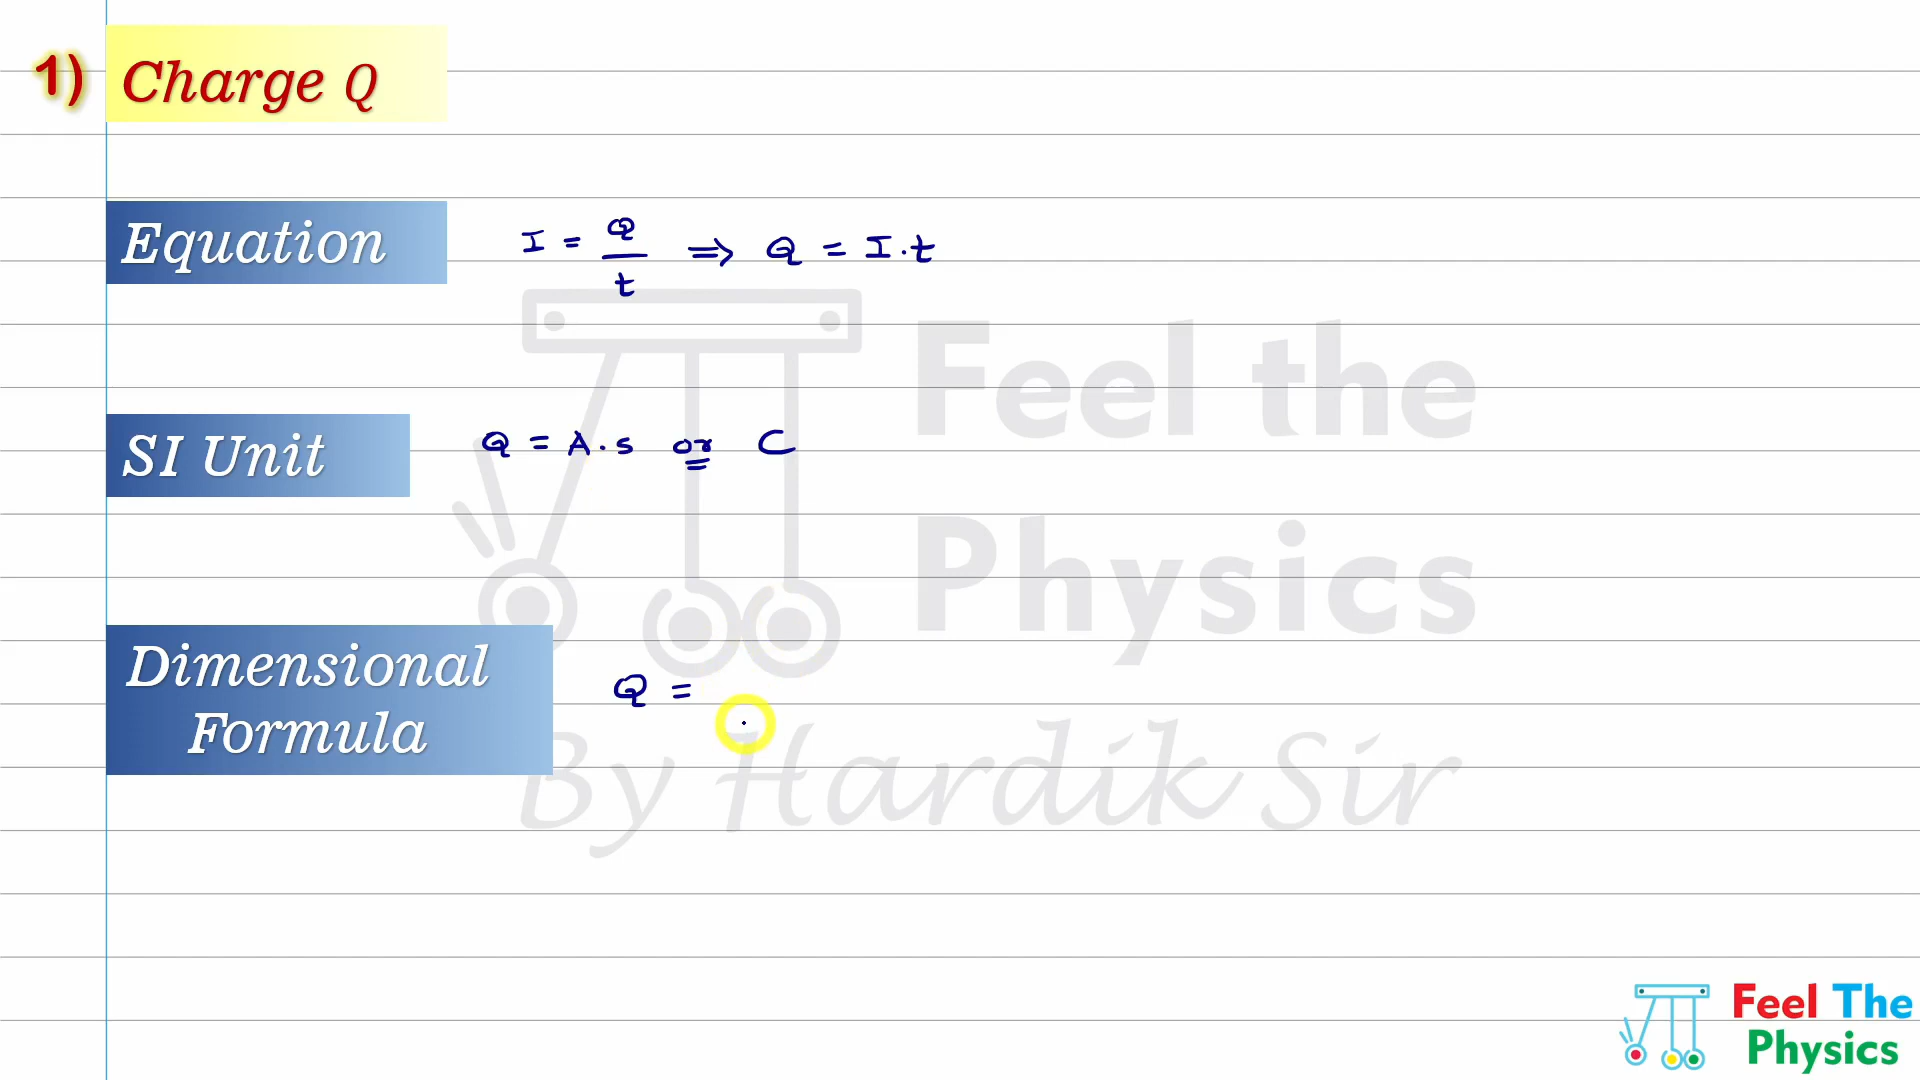 1) Charge Q
Equation I = Q/t ⇒ Q = I.t
Feel the
SI Unit Q = A.s or C
Physics
Dimensional
Formula Q =
By Hardik Sir
Feel The
Physics